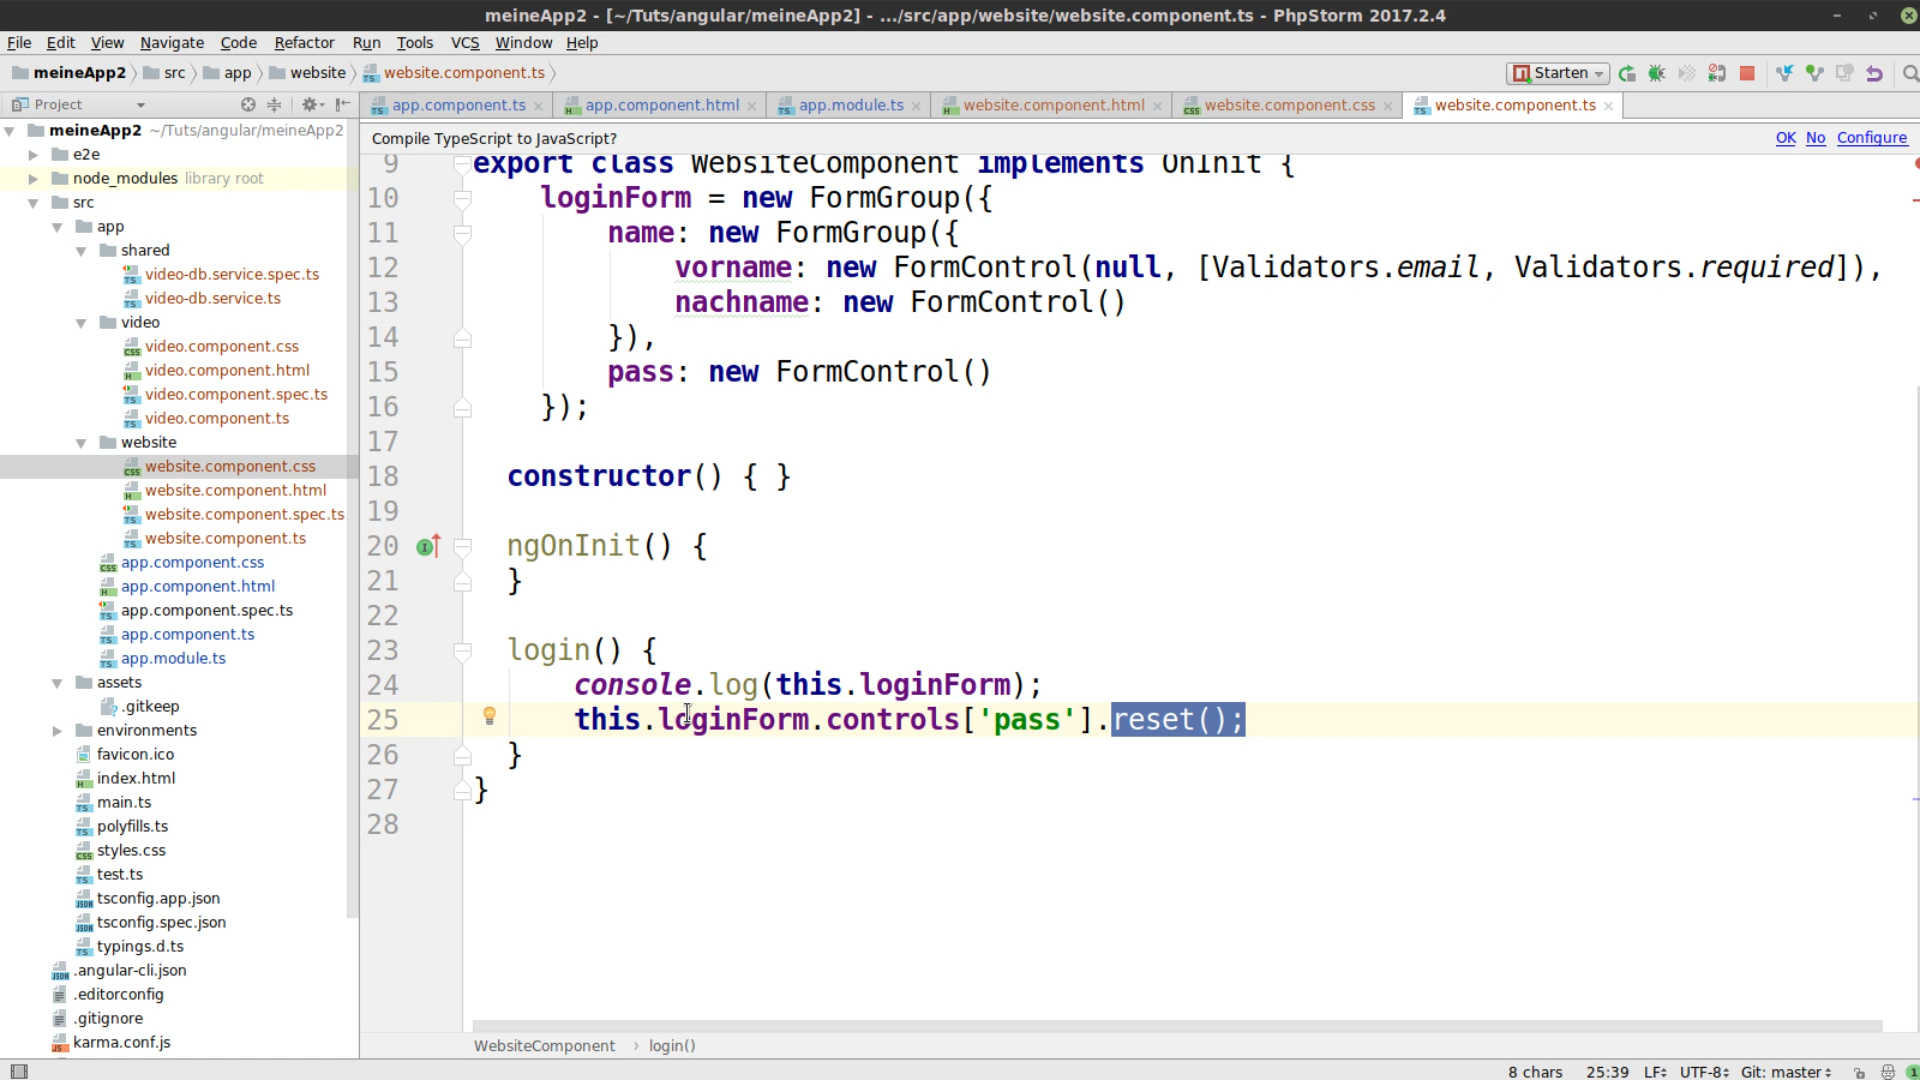 meineApp2 - [~/Tuts/angular/meineApp2] - .../src/app/website/website.component.ts - PhpStorm 2017.2.4
File Edit View Navigate Code Refactor Run Tools VCS Window Help
meineApp2 src app website website.component.ts Starten
Project
app.component.ts app.component.html app.module.ts website.component.html website.component.css website.component.ts
Compile TypeScript to JavaScript? OK No Configure
meineApp2 ~/Tuts/angular/meineApp2
e2e
node_modules library root
src
app
shared
video-db.service.spec.ts
video-db.service.ts
video
video.component.css
video.component.html
video.component.spec.ts
video.component.ts
website
website.component.css
website.component.html
website.component.spec.ts
website.component.ts
app.component.css
app.component.html
app.component.spec.ts
app.component.ts
app.module.ts
assets
.gitkeep
environments
favicon.ico
index.html
main.ts
polyfills.ts
styles.css
test.ts
tsconfig.app.json
tsconfig.spec.json
typings.d.ts
.angular-cli.json
.editorconfig
.gitignore
karma.conf.js
9 export class WebsiteComponent implements OnInit {
10 loginForm = new FormGroup({
11 name: new FormGroup({
12 vorname: new FormControl(null, [Validators.email, Validators.required]),
13 nachname: new FormControl()
14 }),
15 pass: new FormControl()
16 });
17
18 constructor() { }
19
20 ngOnInit() {
21 }
22
23 login() {
24 console.log(this.loginForm);
25 this.loginForm.controls['pass'].reset();
26 }
27 }
28
WebsiteComponent › login()
8 chars 25:39 LF UTF-8 Git: master 1